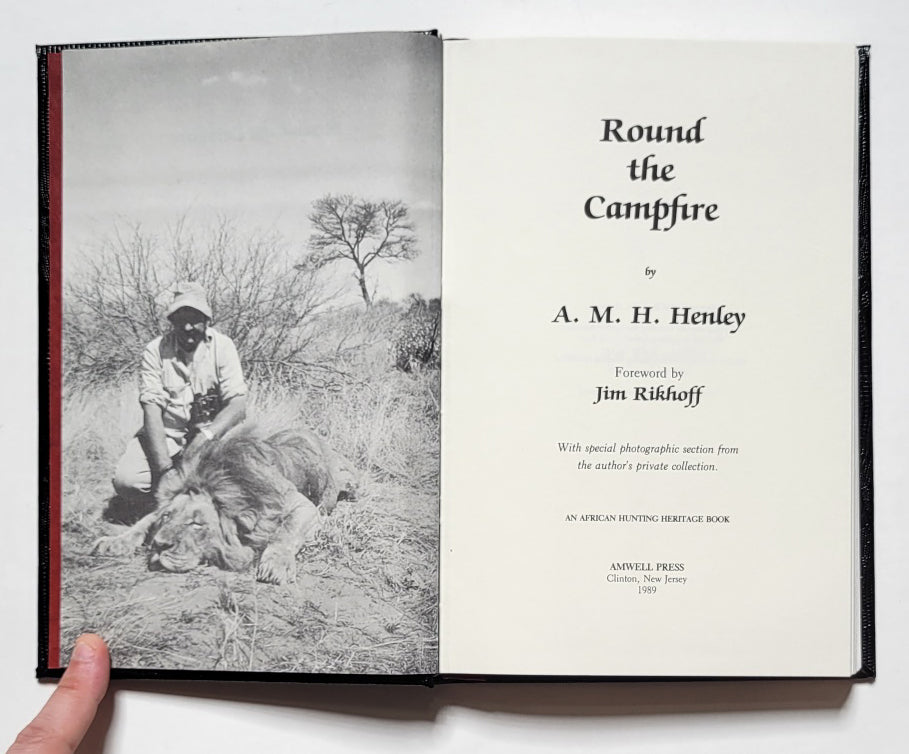 Round
the
Campfire
by
A. M. H. Henley
Foreword by
Jim Rikhoff
With special photographic section from
the author's private collection.
AN AFRICAN HUNTING HERITAGE BOOK
AMWELL PRESS
Clinton, New Jersey
1989